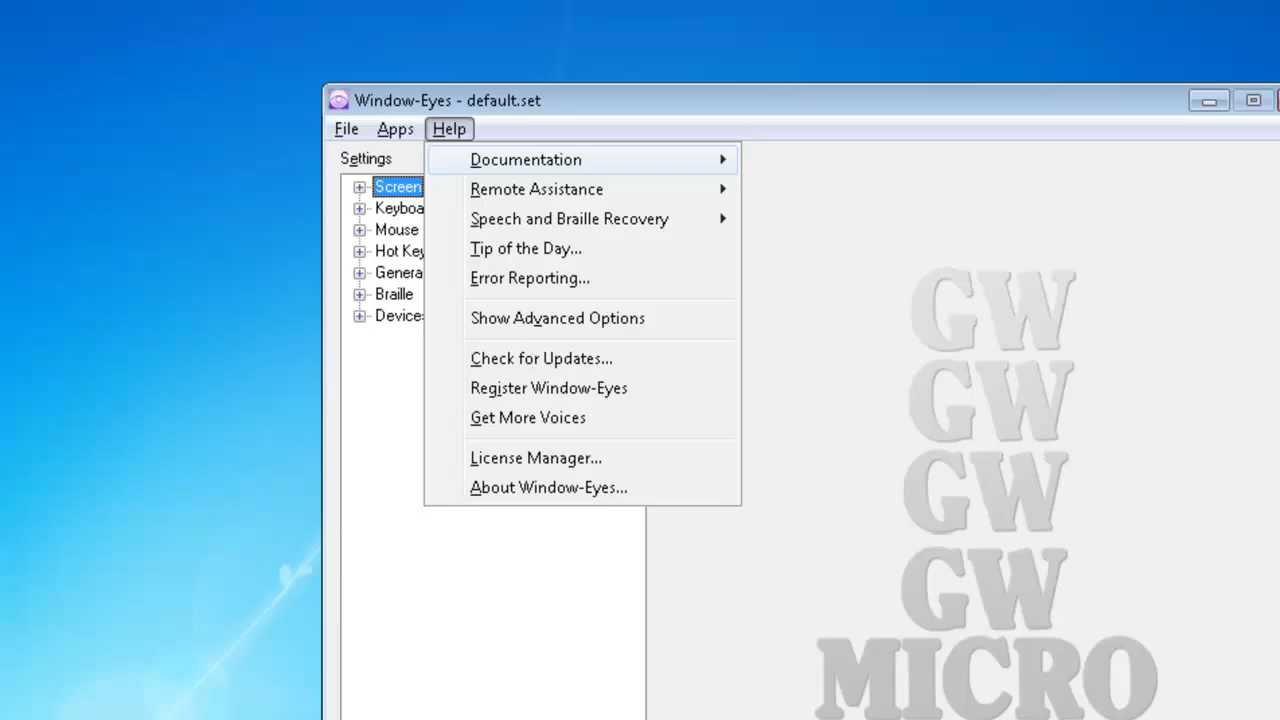 Window-Eyes - default.set
File Apps Help
Settings
Screen
Keyboa
Mouse
Hot Key
Genera
Braille
Device
Documentation
Remote Assistance
Speech and Braille Recovery
Tip of the Day...
Error Reporting...
Show Advanced Options
Check for Updates...
Register Window-Eyes
Get More Voices
License Manager...
About Window-Eyes...
GW
GW
GW
GW
MICRO